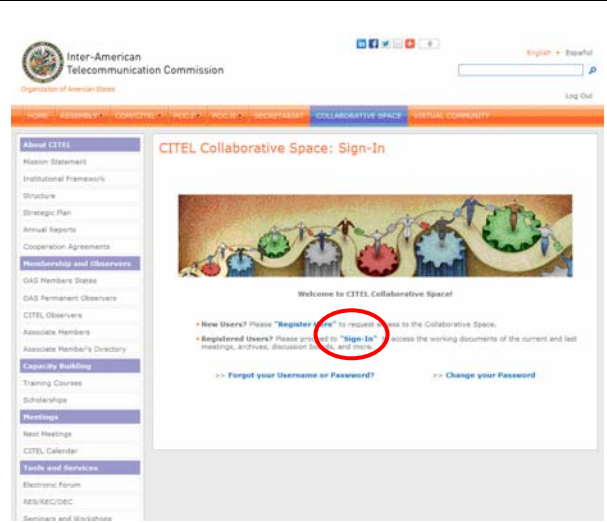 Inter-American
Telecommunication Commission
Organization of American States
0
English • Español
Log Out
HOME ASSEMBLY COM/CITEL PCC.I PCC.II SECRETARIAT COLLABORATIVE SPACE VIRTUAL COMMUNITY
About CITEL
Mission Statement
Institutional Framework
Structure
Strategic Plan
Annual Reports
Cooperation Agreements
Membership and Observers
OAS Members States
OAS Permanent Observers
CITEL Observers
Associate Members
Associate Member's Directory
Capacity Building
Training Courses
Scholarships
Meetings
Next Meetings
CITEL Calendar
Tools and Services
Electronic Forum
RES/REC/DEC
Seminars and Workshops
CITEL Collaborative Space: Sign-In
Welcome to CITEL Collaborative Space!
• New Users? Please "Register Here" to request access to the Collaborative Space.
• Registered Users? Please proceed to "Sign-In" to access the working documents of the current and last
meetings, archives, discussion boards, and more.
>> Forgot your Username or Password?
>> Change your Password